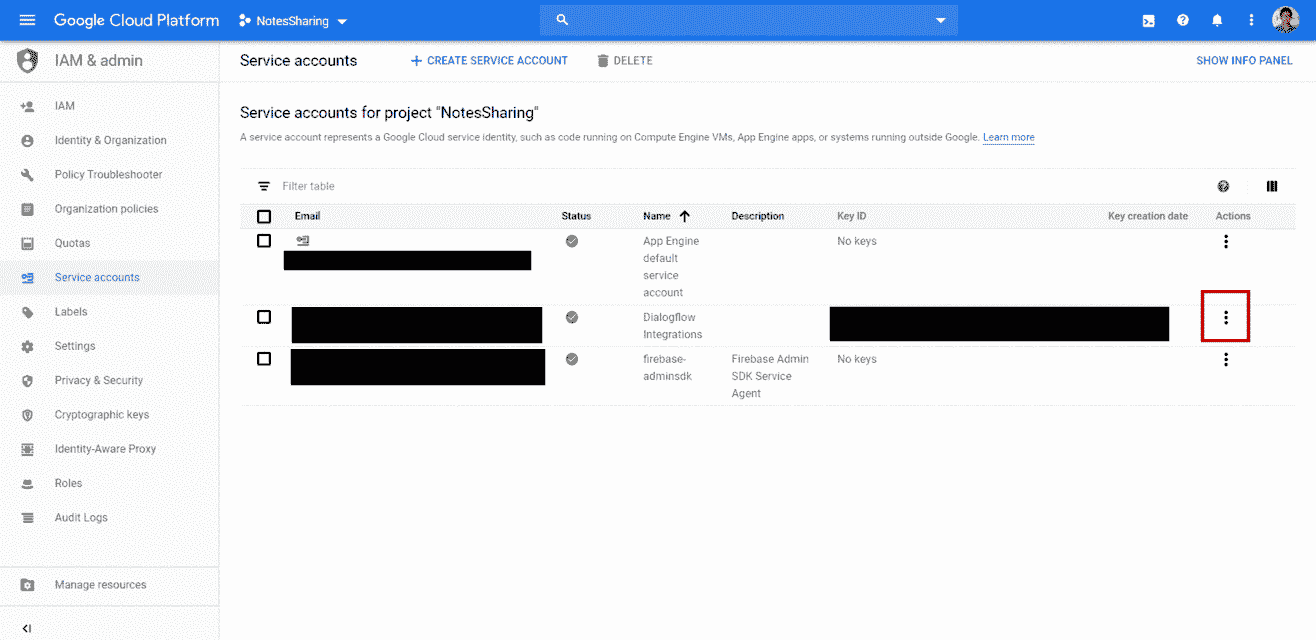 Google Cloud Platform NotesSharing
IAM & admin
Service accounts CREATE SERVICE ACCOUNT DELETE SHOW INFO PANEL
IAM
Identity & Organization
Policy Troubleshooter
Organization policies
Quotas
Service accounts
Labels
Settings
Privacy & Security
Cryptographic keys
Identity-Aware Proxy
Roles
Audit Logs
Manage resources
Service accounts for project "NotesSharing"
A service account represents a Google Cloud service identity, such as code running on Compute Engine VMs, App Engine apps, or systems running outside Google. Learn more
Filter table
Email Status Name Description Key ID Key creation date Actions
App Engine No keys
default
service
account
Dialogflow
Integrations
firebase- Firebase Admin No keys
adminsdk SDK Service
Agent